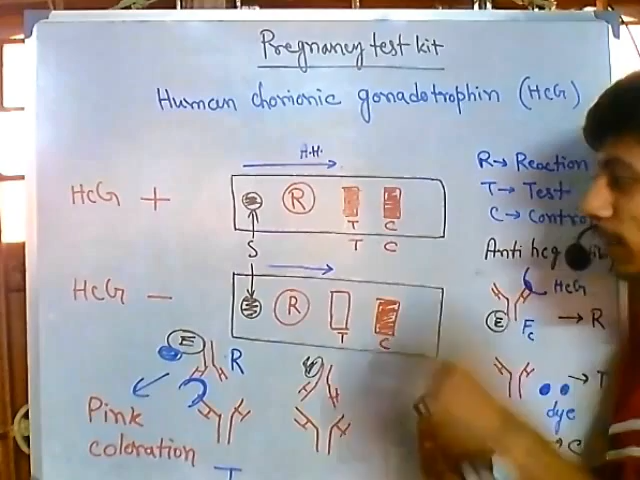 Pregnancy test kit
Human chorionic gonadotrophin (HcG)
H.H.
R→ Reaction
T→ Test
C→ Contro
Anti hcg
HcG +
R
T C
T C
S
HcG −
R
T
C
HcG
E
Fc
→ R
→ T
dye
C
E
R
Pink
coloration
T